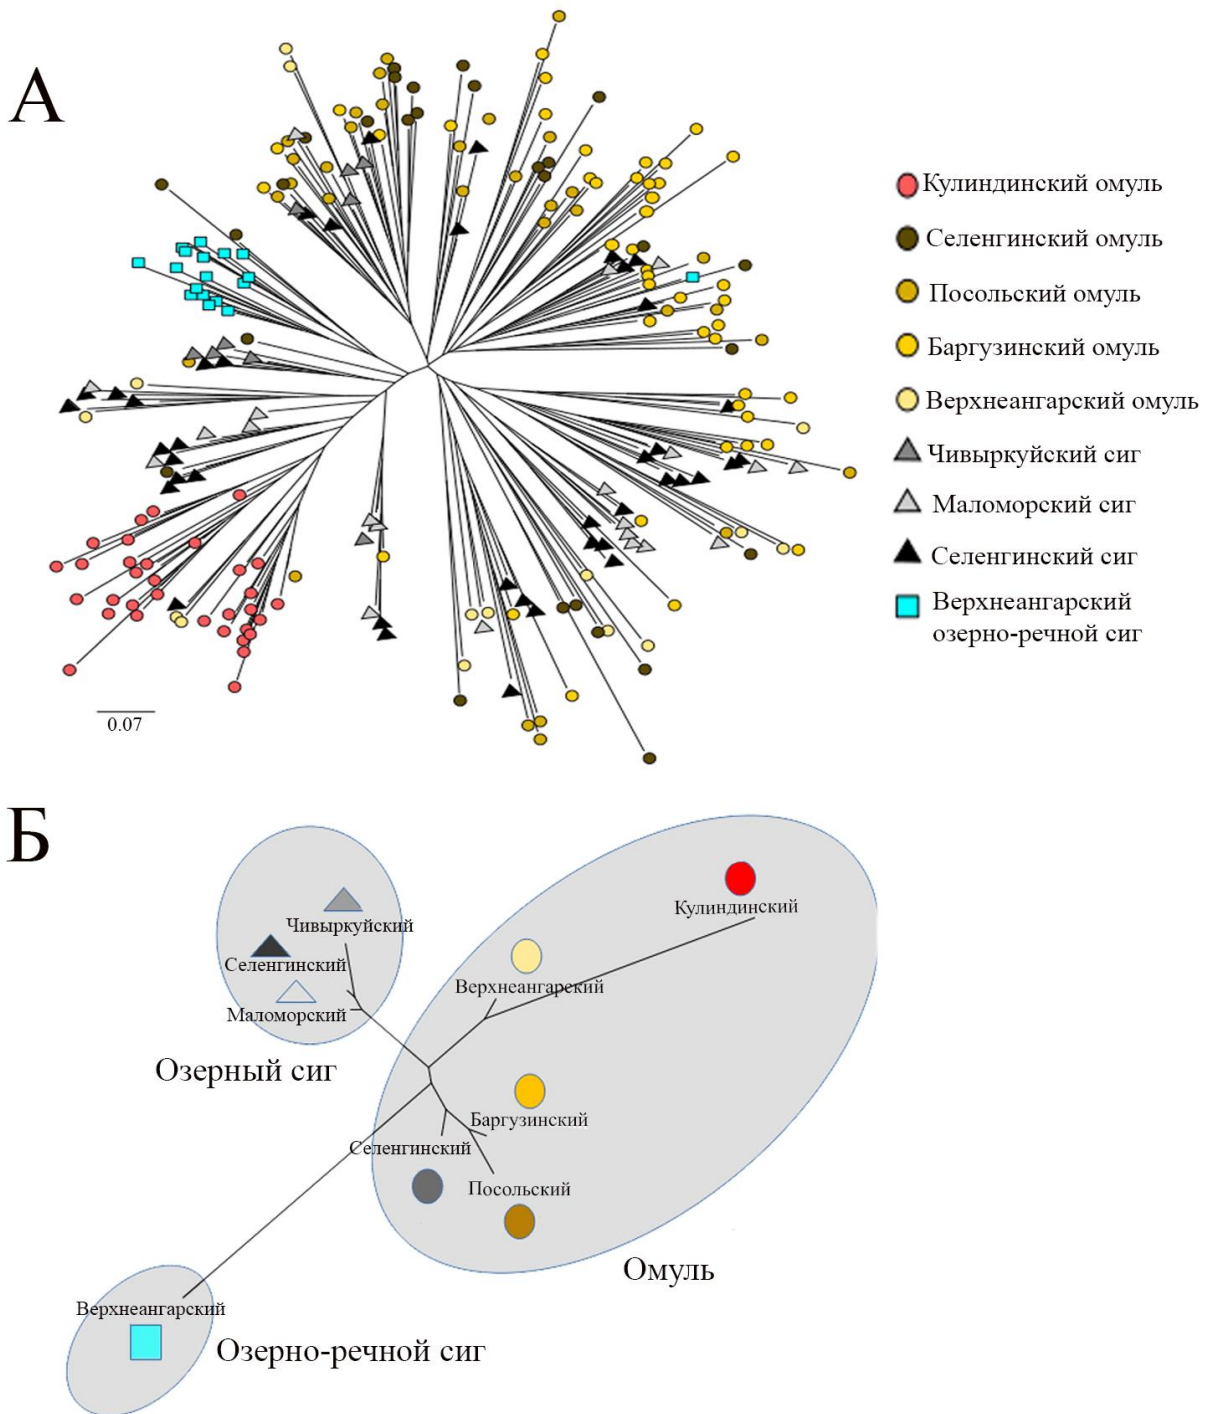 А
Кулиндинский омуль
Селенгинский омуль
Посольский омуль
Баргузинский омуль
Верхнеангарский омуль
Чивыркуйский сиг
Маломорский сиг
Селенгинский сиг
Верхнеангарский
озерно-речной сиг
0.07
Б
Кулиндинский
Чивыркуйский
Селенгинский
Верхнеангарский
Маломорский
Озерный сиг
Баргузинский
Селенгинский
Посольский
Омуль
Верхнеангарский
Озерно-речной сиг